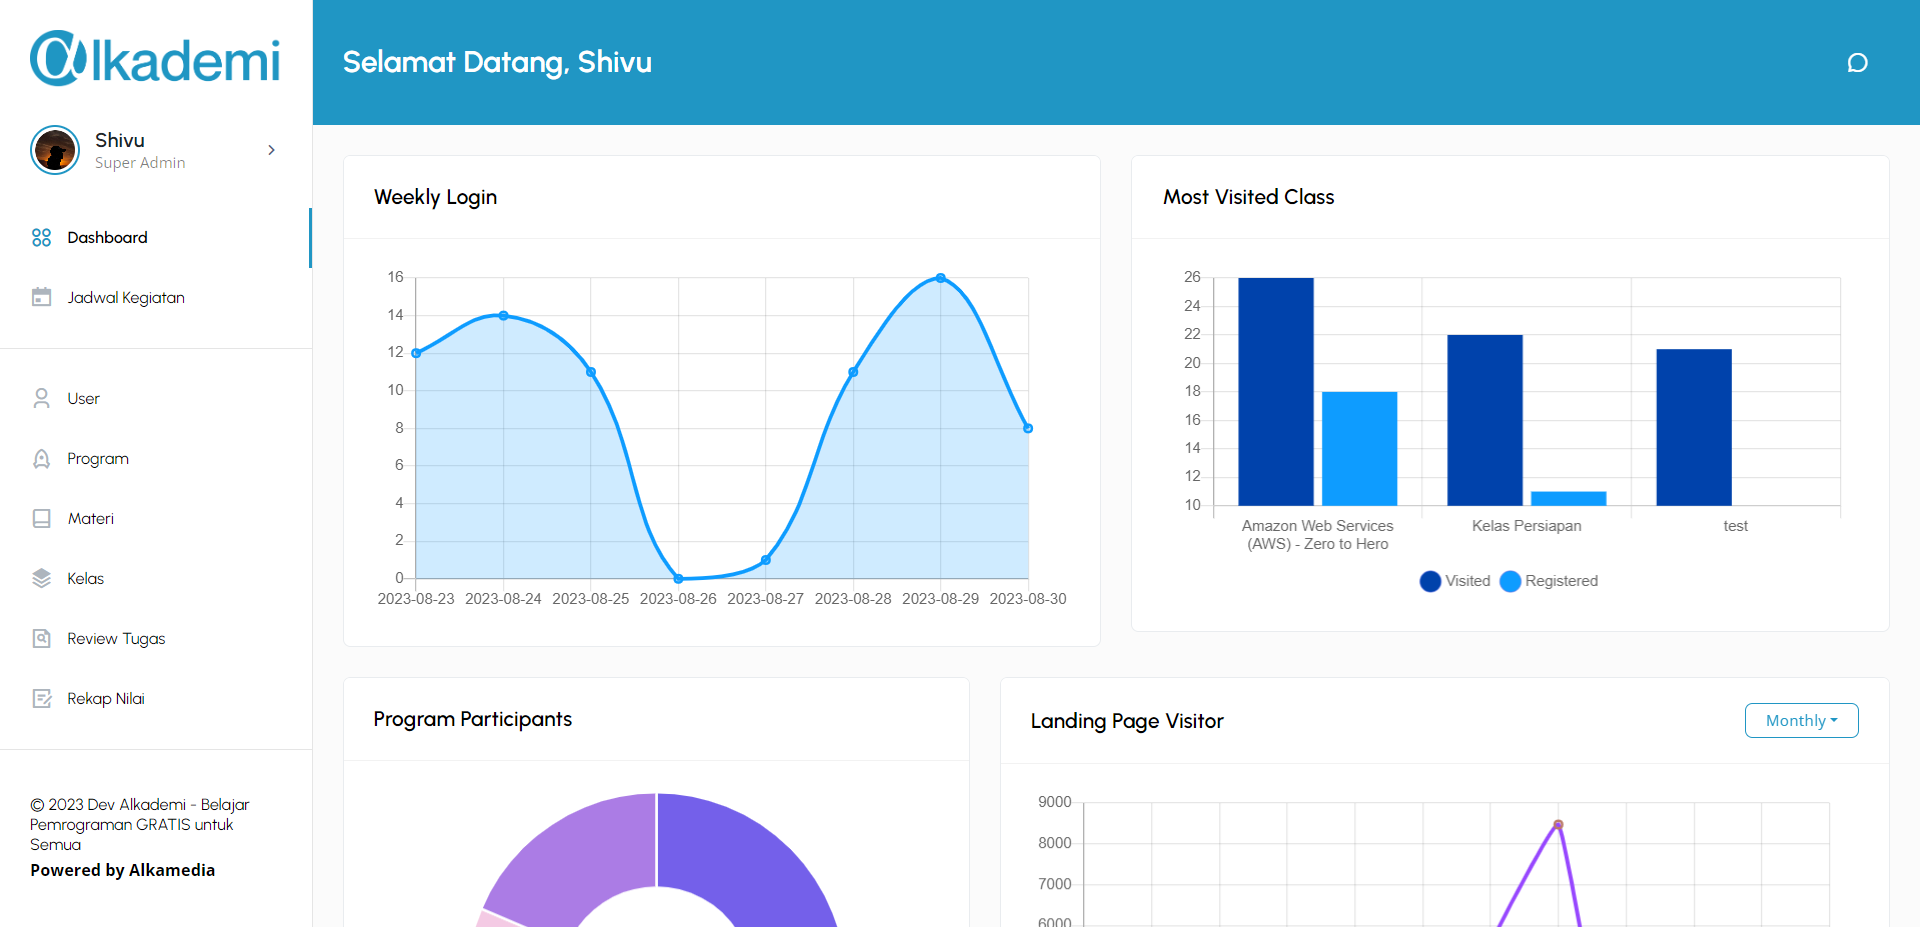 @lkademi
Shivu
Super Admin
Dashboard
Jadwal Kegiatan
User
Program
Materi
Kelas
Review Tugas
Rekap Nilai
© 2023 Dev Alkademi - Belajar
Pemrograman GRATIS untuk
Semua
Powered by Alkamedia
Selamat Datang, Shivu
Weekly Login
16
14
12
10
8
6
4
2
0
2023-08-23 2023-08-24 2023-08-25 2023-08-26 2023-08-27 2023-08-28 2023-08-29 2023-08-30
Most Visited Class
26
24
22
20
18
16
14
12
10
Amazon Web Services
(AWS) - Zero to Hero
Kelas Persiapan
test
Visited Registered
Program Participants
Landing Page Visitor
Monthly
9000
8000
7000
6000